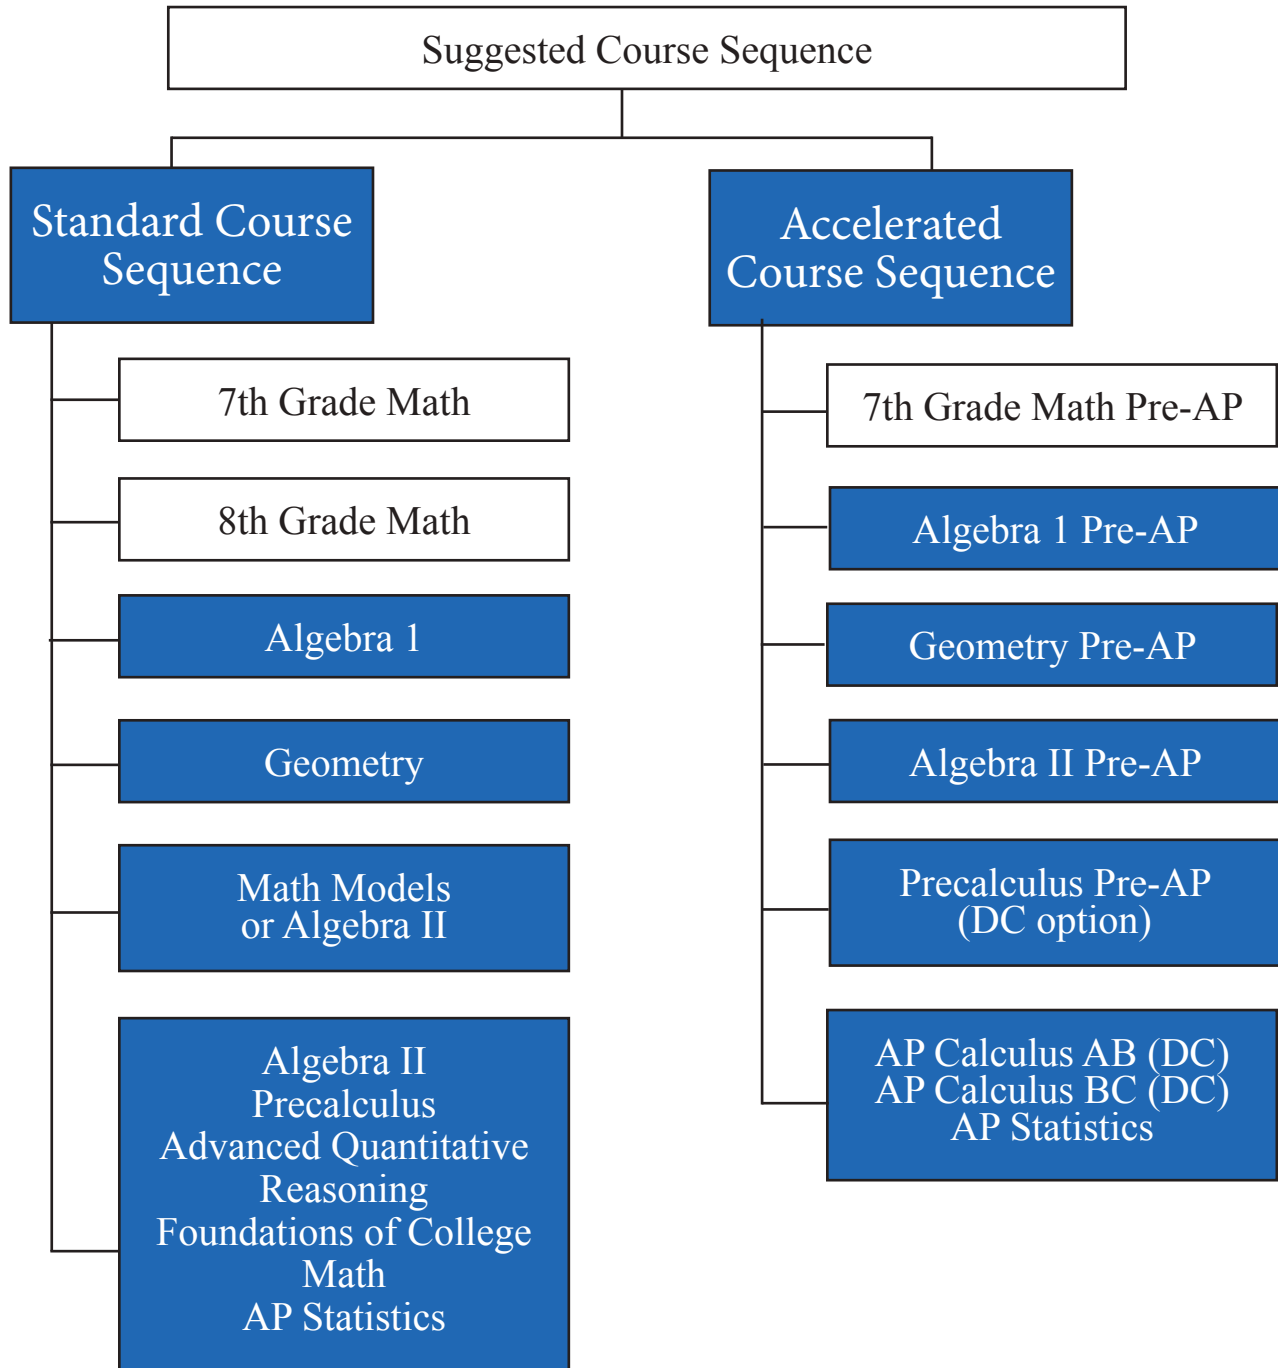 Suggested Course Sequence
Standard Course
Sequence
7th Grade Math
8th Grade Math
Algebra 1
Geometry
Math Models
or Algebra II
Algebra II
Precalculus
Advanced Quantitative
Reasoning
Foundations of College
Math
AP Statistics
Accelerated
Course Sequence
7th Grade Math Pre-AP
Algebra 1 Pre-AP
Geometry Pre-AP
Algebra II Pre-AP
Precalculus Pre-AP
(DC option)
AP Calculus AB (DC)
AP Calculus BC (DC)
AP Statistics